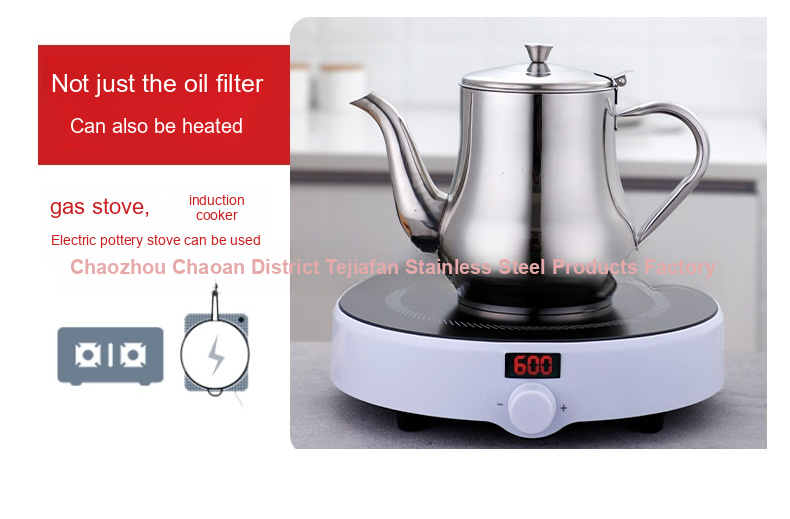 Not just the oil filter
Can also be heated
gas stove,
induction
cooker
Electric pottery stove can be used
Chaozhou Chaoan District Tejiafan Stainless Steel Products Factory
600
- +